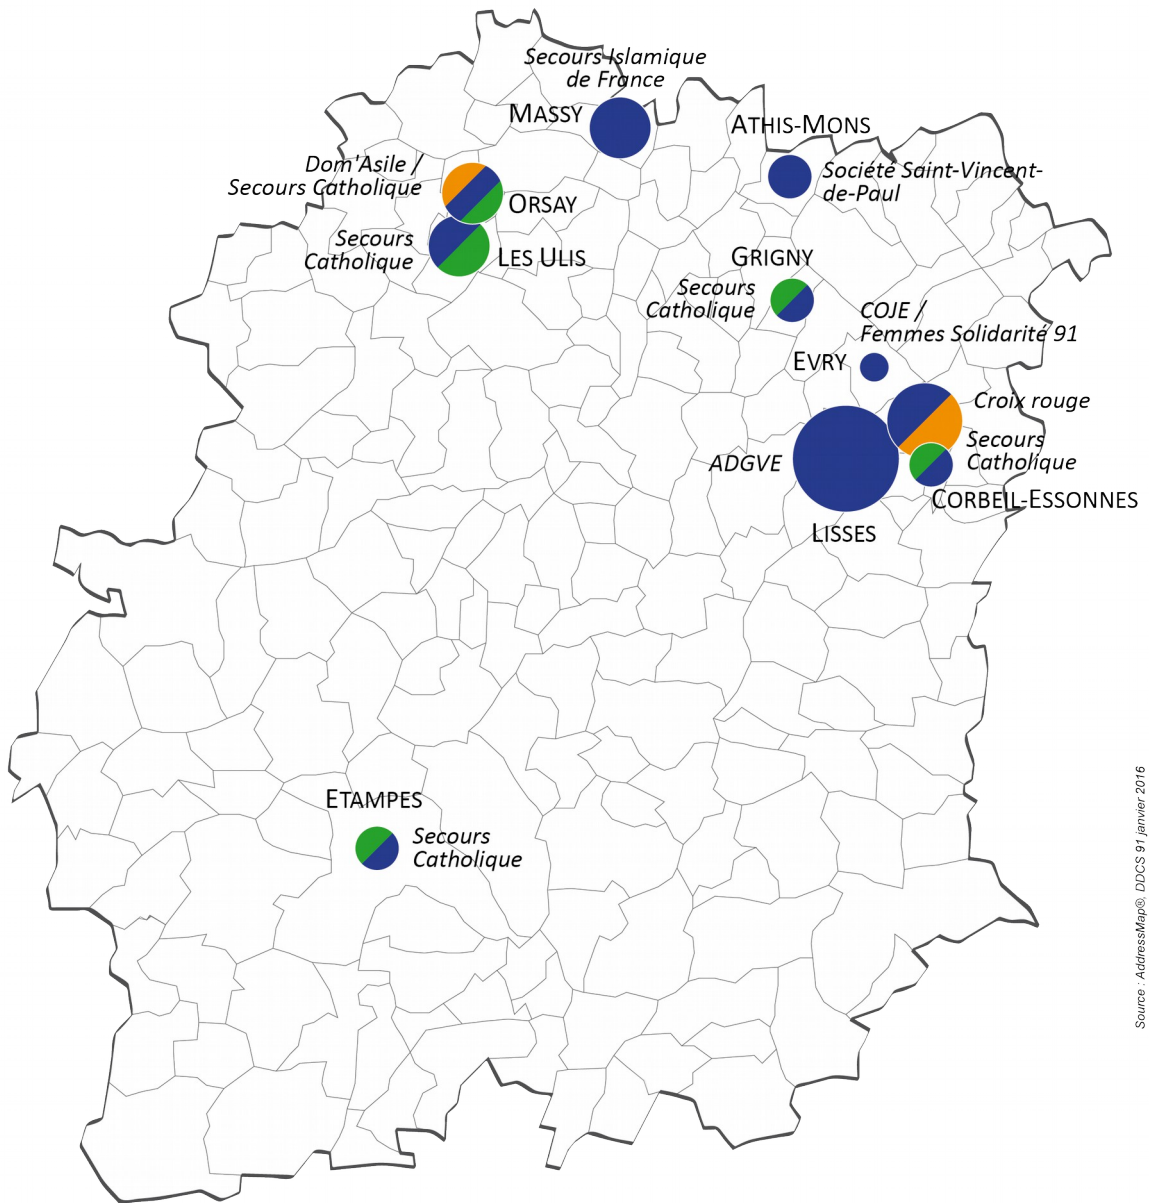 Secours Islamique
de France
MASSY
ATHIS-MONS
Dom'Asile /
Secours Catholique
Société Saint-Vincent-
de-Paul
ORSAY
Secours
Catholique
LES ULIS
GRIGNY
Secours
Catholique
COJE /
Femmes Solidarité 91
EVRY
Croix rouge
Secours
Catholique
ADGVE
CORBEIL-ESSONNES
LISSES
ETAMPES
Secours
Catholique
Source : AddressMap®, DDCS 91 janvier 2016